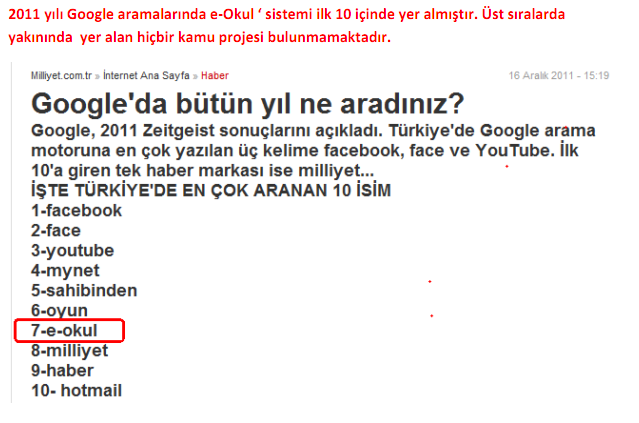 2011 yılı Google aramalarında e-Okul ‘ sistemi ilk 10 içinde yer almıştır. Üst sıralarda
yakınında yer alan hiçbir kamu projesi bulunmamaktadır.
Milliyet.com.tr » İnternet Ana Sayfa » Haber
16 Aralık 2011 - 15:19
Google'da bütün yıl ne aradınız?
Google, 2011 Zeitgeist sonuçlarını açıkladı. Türkiye'de Google arama
motoruna en çok yazılan üç kelime facebook, face ve YouTube. İlk
10'a giren tek haber markası ise milliyet...
İŞTE TÜRKİYE'DE EN ÇOK ARANAN 10 İSİM
1-facebook
2-face
3-youtube
4-mynet
5-sahibinden
6-oyun
7-e-okul
8-milliyet
9-haber
10- hotmail